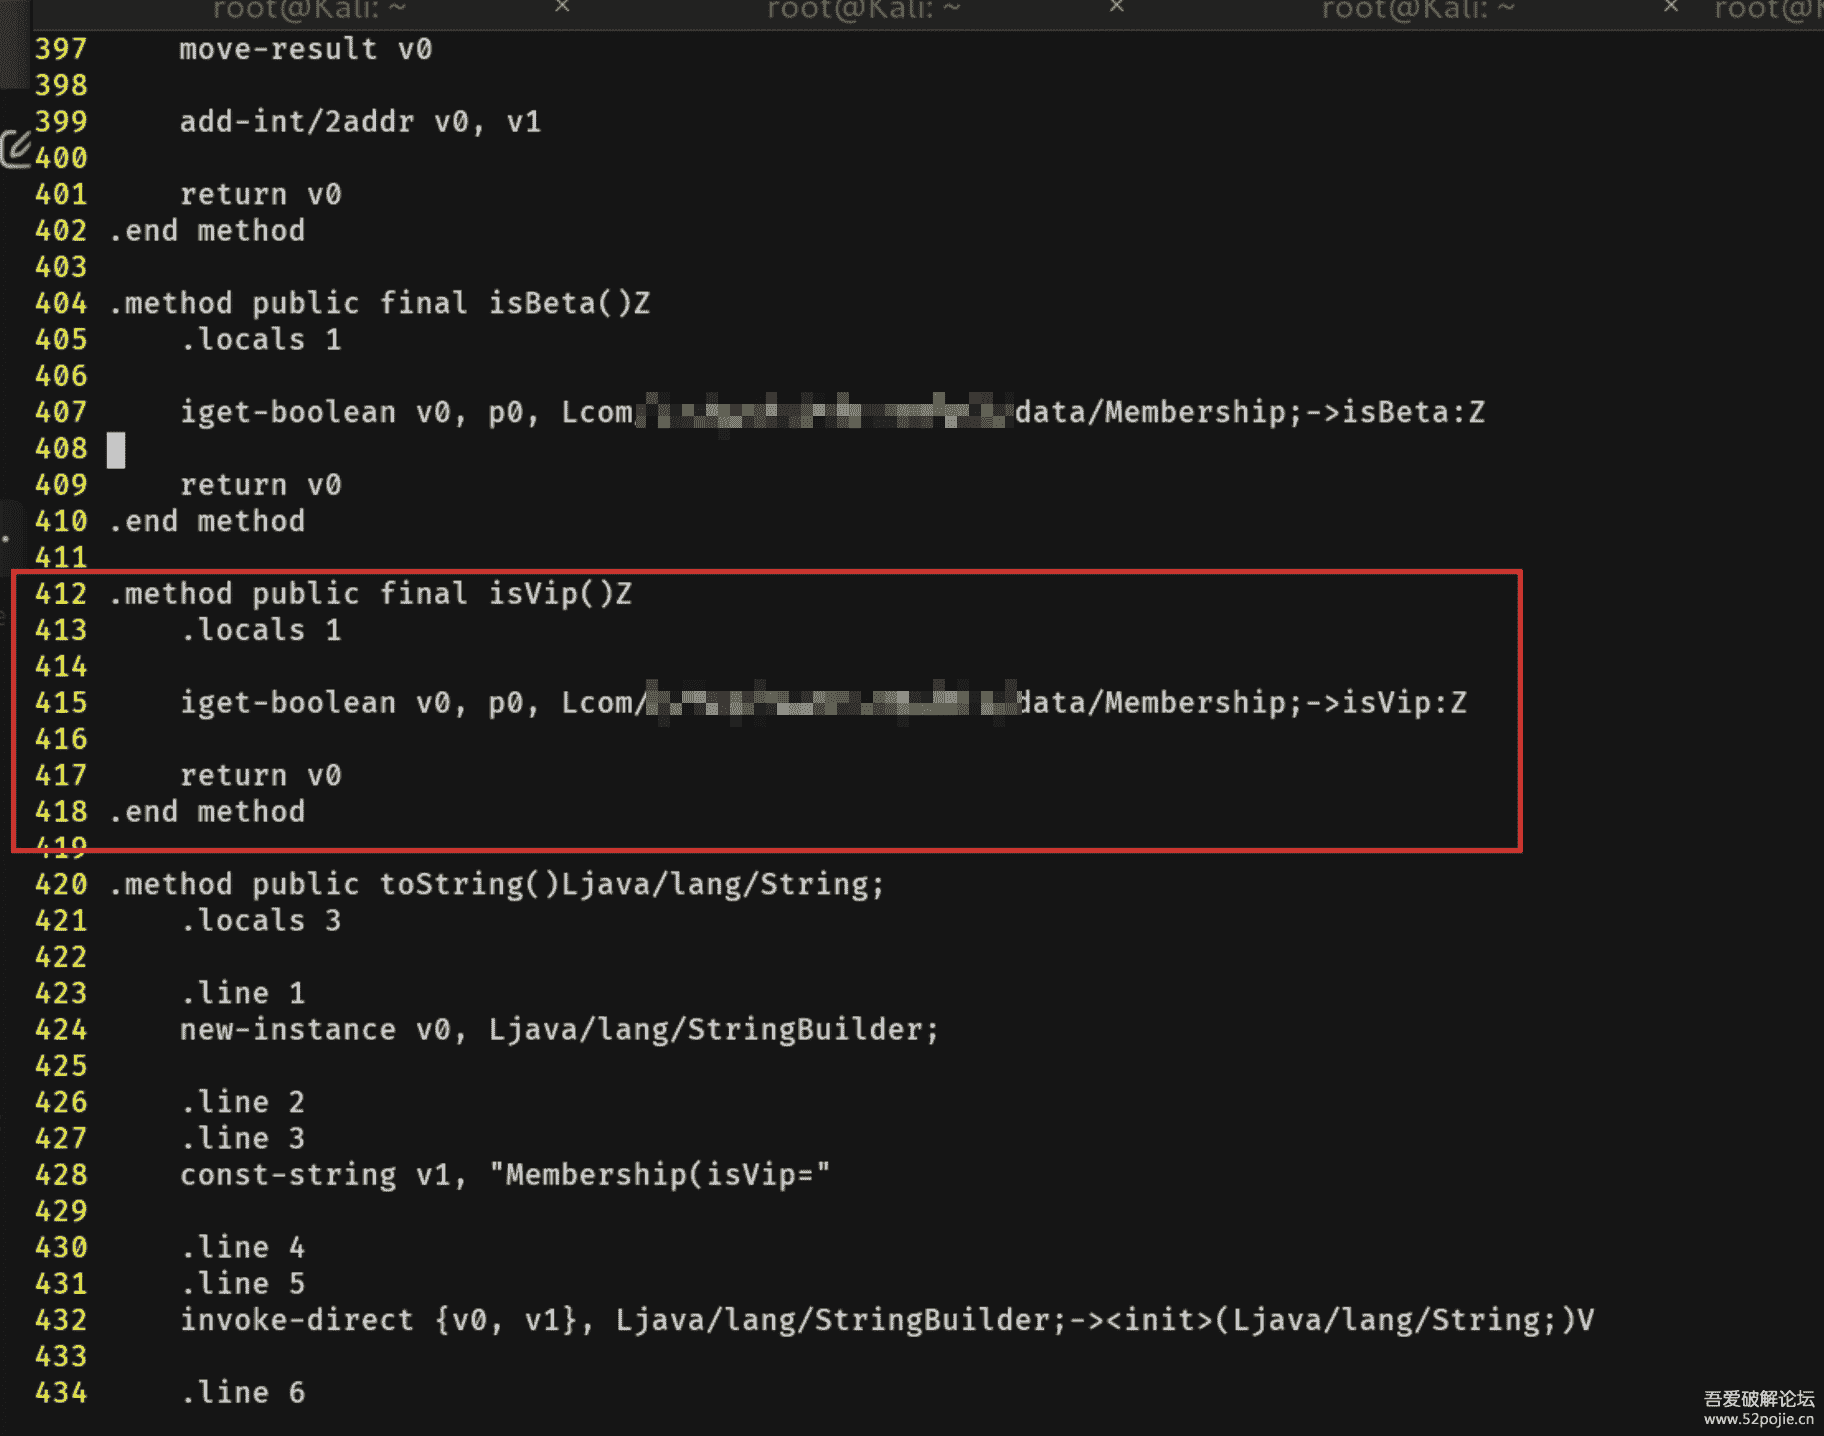 root@Kali: ~ × root@Kali: ~ × root@Kali: ~ × root@K
397 move-result v0
398
399 add-int/2addr v0, v1
400
401 return v0
402 .end method
403
404 .method public final isBeta()Z
405 .locals 1
406
407 iget-boolean v0, p0, Lcom data/Membership;->isBeta:Z
408
409 return v0
410 .end method
411
412 .method public final isVip()Z
413 .locals 1
414
415 iget-boolean v0, p0, Lcom/ data/Membership;->isVip:Z
416
417 return v0
418 .end method
419
420 .method public toString()Ljava/lang/String;
421 .locals 3
422
423 .line 1
424 new-instance v0, Ljava/lang/StringBuilder;
425
426 .line 2
427 .line 3
428 const-string v1, "Membership(isVip="
429
430 .line 4
431 .line 5
432 invoke-direct {v0, v1}, Ljava/lang/StringBuilder;-><init>(Ljava/lang/String;)V
433
434 .line 6
吾爱破解论坛
www.52pojie.cn